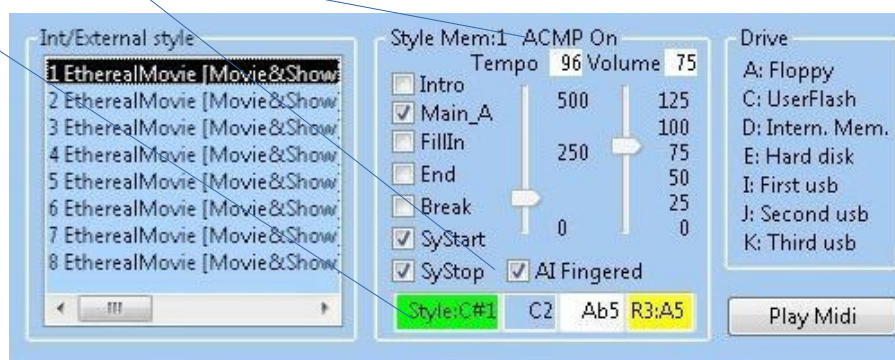 Int/External style
1 EtherealMovie [Movie&Show
2 EtherealMovie [Movie&Show
3 EtherealMovie [Movie&Show
4 EtherealMovie [Movie&Show
5 EtherealMovie [Movie&Show
6 EtherealMovie [Movie&Show
7 EtherealMovie [Movie&Show
8 EtherealMovie [Movie&Show
Style Mem:1 ACMP On
Tempo 96 Volume 75
Intro
Main_A
FillIn
End
Break
SyStart
SyStop
AI Fingered
500
250
0
125
100
75
50
25
0
Style:C#1 C2 Ab5 R3:A5
Drive
A: Floppy
C: UserFlash
D: Intern. Mem.
E: Hard disk
I: First usb
J: Second usb
K: Third usb
Play Midi